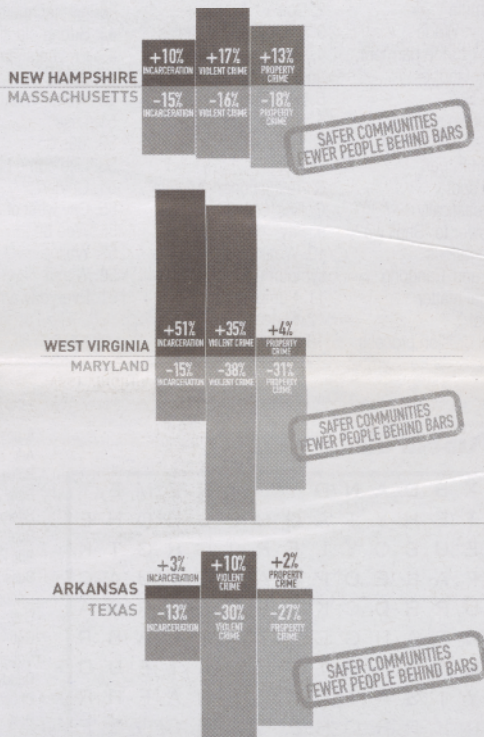 +10%
INCARCERATION
+17%
VIOLENT CRIME
+13%
PROPERTY
CRIME
NEW HAMPSHIRE
MASSACHUSETTS
-15%
INCARCERATION
-16%
VIOLENT CRIME
-18%
PROPERTY
CRIME
SAFER COMMUNITIES
FEWER PEOPLE BEHIND BARS
+51%
INCARCERATION
+35%
VIOLENT CRIME
+4%
PROPERTY
CRIME
WEST VIRGINIA
MARYLAND
-15%
INCARCERATION
-38%
VIOLENT CRIME
-31%
PROPERTY
CRIME
SAFER COMMUNITIES
FEWER PEOPLE BEHIND BARS
+3%
INCARCERATION
+10%
VIOLENT
CRIME
+2%
PROPERTY
CRIME
ARKANSAS
TEXAS
-13%
INCARCERATION
-30%
VIOLENT
CRIME
-27%
PROPERTY
CRIME
SAFER COMMUNITIES
FEWER PEOPLE BEHIND BARS